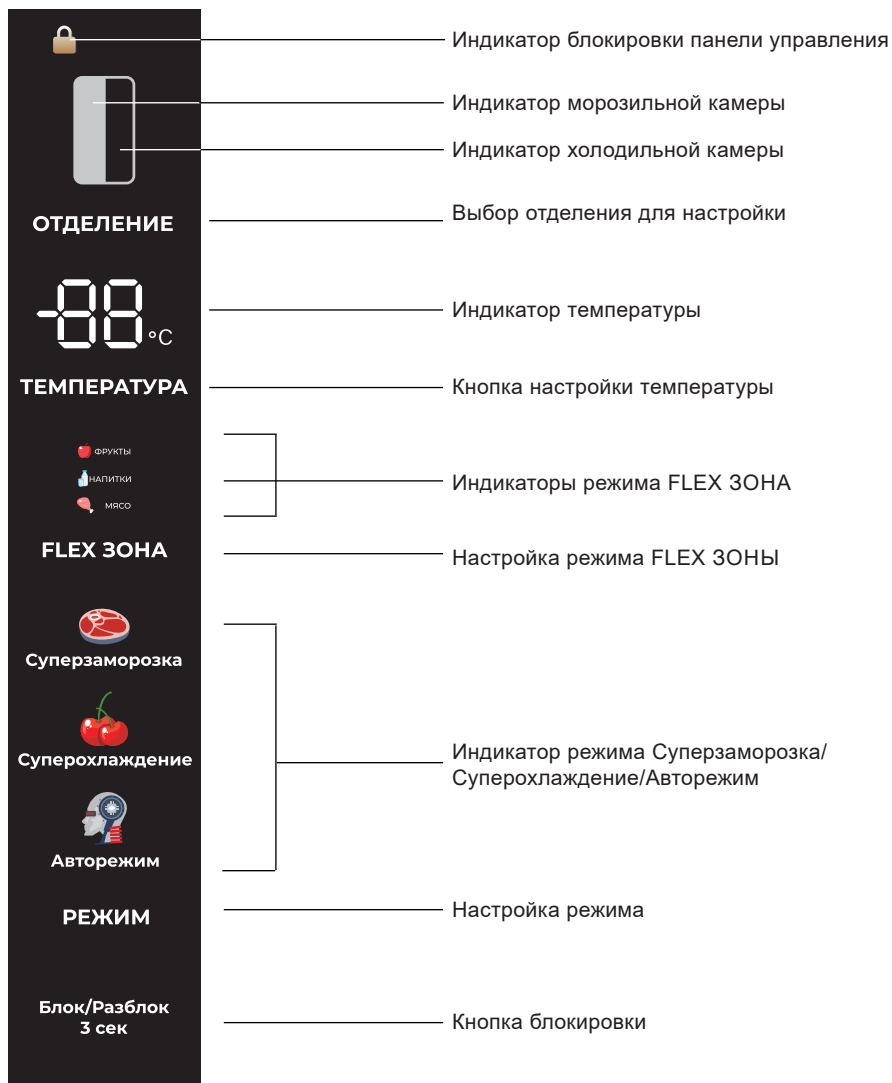 Индикатор блокировки панели управления
Индикатор морозильной камеры
Индикатор холодильной камеры
ОТДЕЛЕНИЕ
Выбор отделения для настройки
-88°C
Индикатор температуры
ТЕМПЕРАТУРА
Кнопка настройки температуры
ФРУКТЫ
НАПИТКИ
МЯСО
Индикаторы режима FLEX ЗОНА
FLEX ЗОНА
Настройка режима FLEX ЗОНЫ
Суперзаморозка
Суперохлаждение
Авторежим
Индикатор режима Суперзаморозка/
Суперохлаждение/Авторежим
РЕЖИМ
Настройка режима
Блок/Разблок
3 сек
Кнопка блокировки